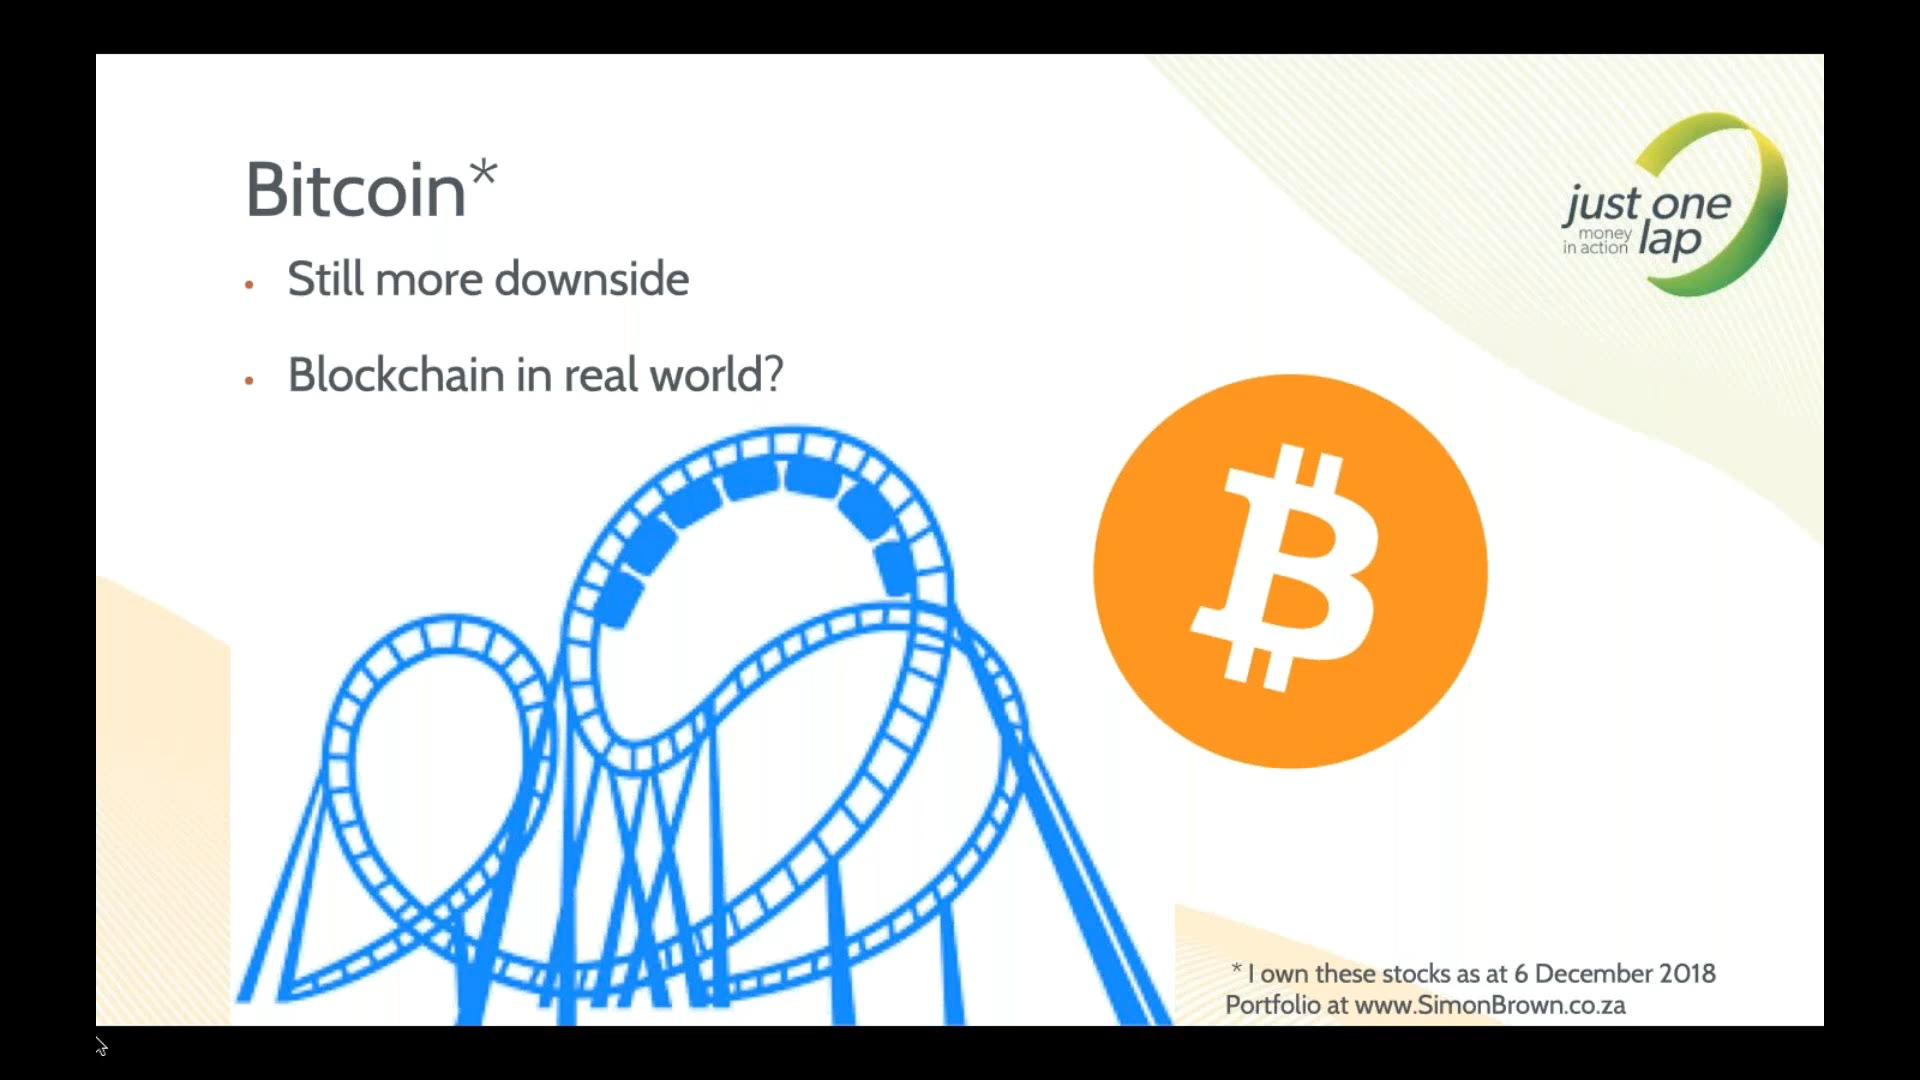 Bitcoin*
• Still more downside
• Blockchain in real world?
just one
money
in action
lap
* I own these stocks as at 6 December 2018
Portfolio at www.SimonBrown.co.za